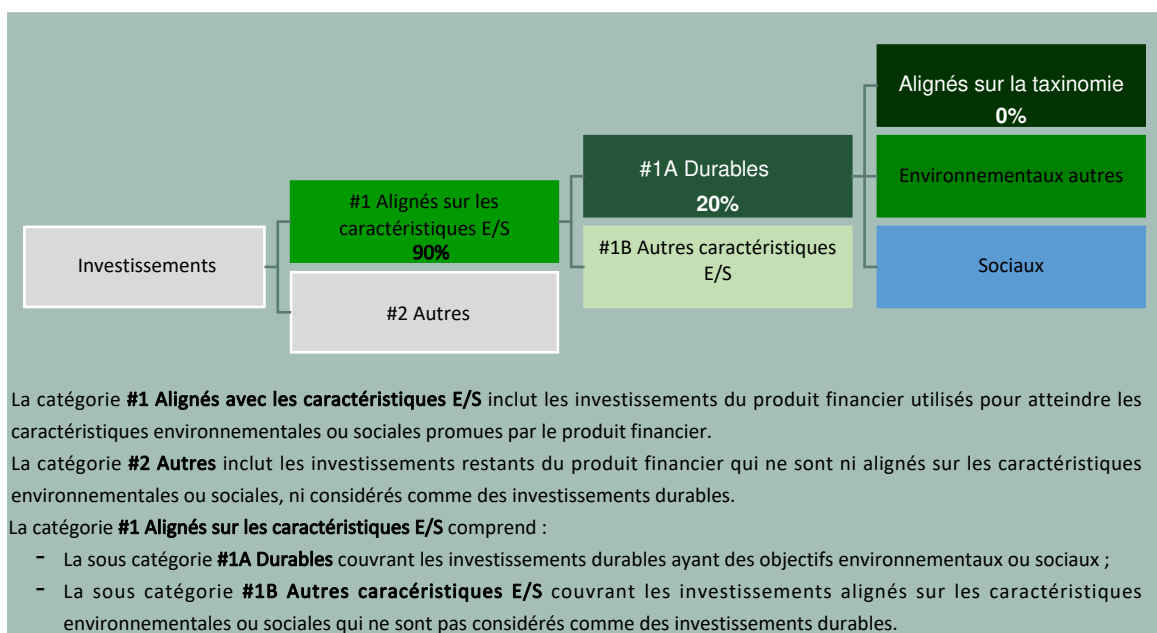 Investissements
#1 Alignés sur les
caractéristiques E/S
90%
#2 Autres
#1A Durables
20%
#1B Autres caractéristiques
E/S
Alignés sur la taxinomie
0%
Environnementaux autres
Sociaux
La catégorie #1 Alignés avec les caractéristiques E/S inclut les investissements du produit financier utilisés pour atteindre les
caractéristiques environnementales ou sociales promues par le produit financier.
La catégorie #2 Autres inclut les investissements restants du produit financier qui ne sont ni alignés sur les caractéristiques
environnementales ou sociales, ni considérés comme des investissements durables.
La catégorie #1 Alignés sur les caractéristiques E/S comprend :
- La sous catégorie #1A Durables couvrant les investissements durables ayant des objectifs environnementaux ou sociaux ;
- La sous catégorie #1B Autres caracéristiques E/S couvrant les investissements alignés sur les caractéristiques
environnementales ou sociales qui ne sont pas considérés comme des investissements durables.